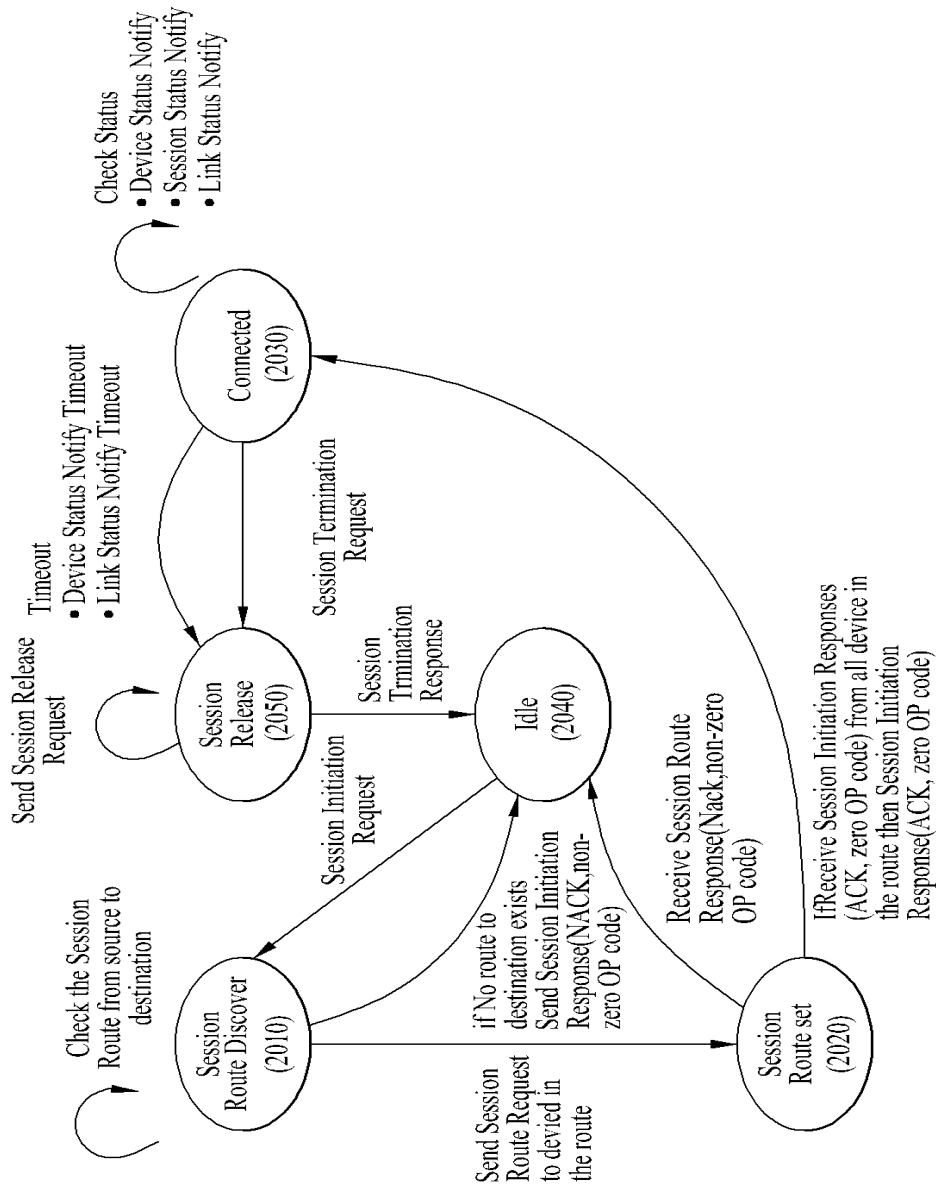 Check the Session
Route from source to
destination
Session
Route Discover
(2010)
Send Session Release
Request
Session
Release
(2050)
Timeout
• Device Status Notify Timeout
• Link Status Notify Timeout
Check Status
• Device Status Notify
• Session Status Notify
• Link Status Notify
Connected
(2030)
Session Initiation
Request
Session
Trmination
Response
Session Termination
Request
if No route to
destination exists
Send Session Initiation
Response(NACK,non-
zero OP code)
Idle
(2040)
Send Session
Route Request
to devied in
the route
Receive Session Route
Response(Nack,non-zero
OP code)
Session
Route set
(2020)
IfReceive Session Initiation Responses
(ACK, zero OP code) from all device in
the route then Session Initiation
Response(ACK, zero OP code)